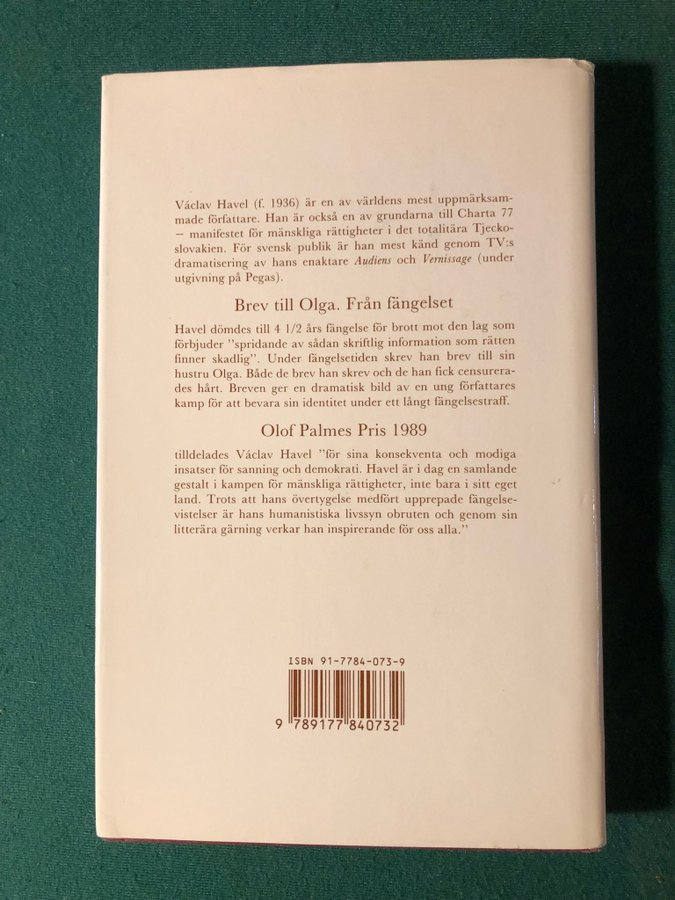 Václav Havel (f. 1936) är en av världens mest uppmärksam-
made författare. Han är också en av grundarna till Charta 77
– manifestet för mänskliga rättigheter i det totalitära Tjecko-
slovakien. För svensk publik är han mest känd genom TV:s
dramatisering av hans enaktare Audiens och Vernissage (under
utgivning på Pegas).
Brev till Olga. Från fängelset
Havel dömdes till 4 1/2 års fängelse för brott mot den lag som
förbjuder ”spridande av sådan skriftlig information som rätten
finner skadlig”. Under fängelsetiden skrev han brev till sin
hustru Olga. Både de brev han skrev och de han fick censurera-
des hårt. Breven ger en dramatisk bild av en ung författares
kamp för att bevara sin identitet under ett långt fängelsestraff.
Olof Palmes Pris 1989
tilldelades Václav Havel ”för sina konsekventa och modiga
insatser för sanning och demokrati. Havel är i dag en samlande
gestalt i kampen för mänskliga rättigheter, inte bara i sitt eget
land. Trots att hans övertygelse medfört upprepade fängelse-
vistelser är hans humanistiska livssyn obruten och genom sin
litterära gärning verkar han inspirerande för oss alla.”
ISBN 91-7784-073-9
9 789177 840732